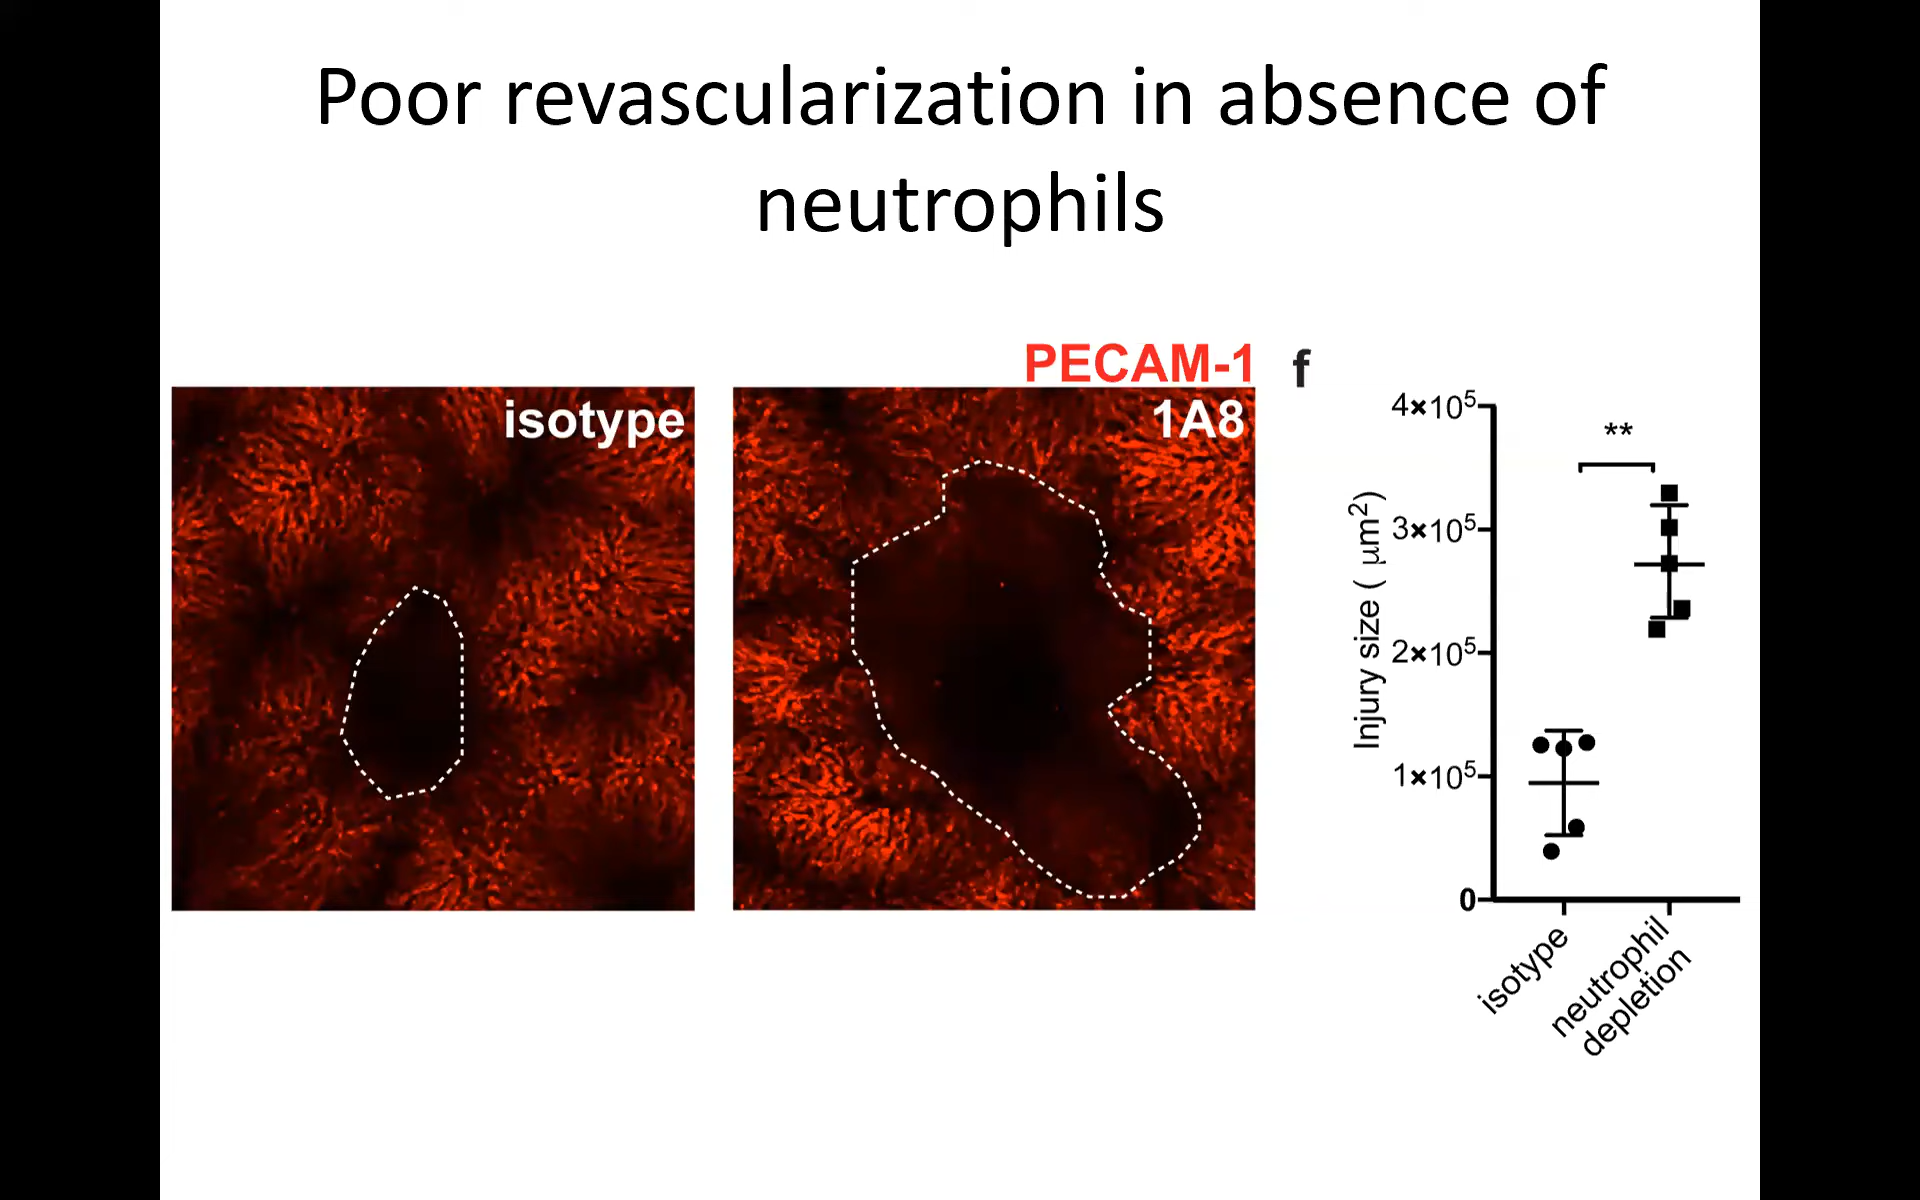 Poor revascularization in absence of
neutrophils
PECAM-1
isotype
1A8
f
Injury size ( μm²)
4×10⁵
3×10⁵
2×10⁵
1×10⁵
0
**
isotype
neutrophil
depletion